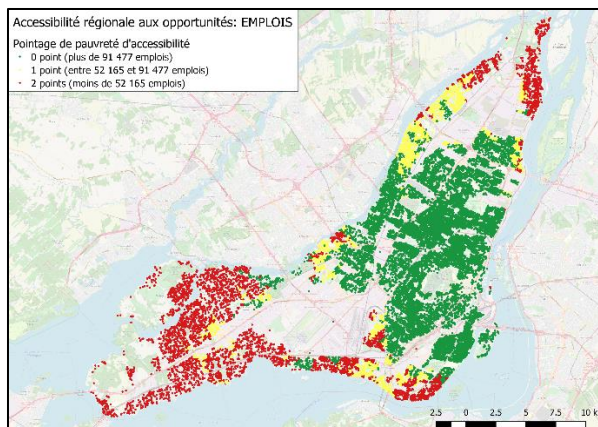 Accessibilité régionale aux opportunités: EMPLOIS
Pointage de pauvreté d'accessibilité
0 point (plus de 91 477 emplois)
1 point (entre 52 165 et 91 477 emplois)
2 points (moins de 52 165 emplois)
2.5 0 2.5 5 7.5 10 k